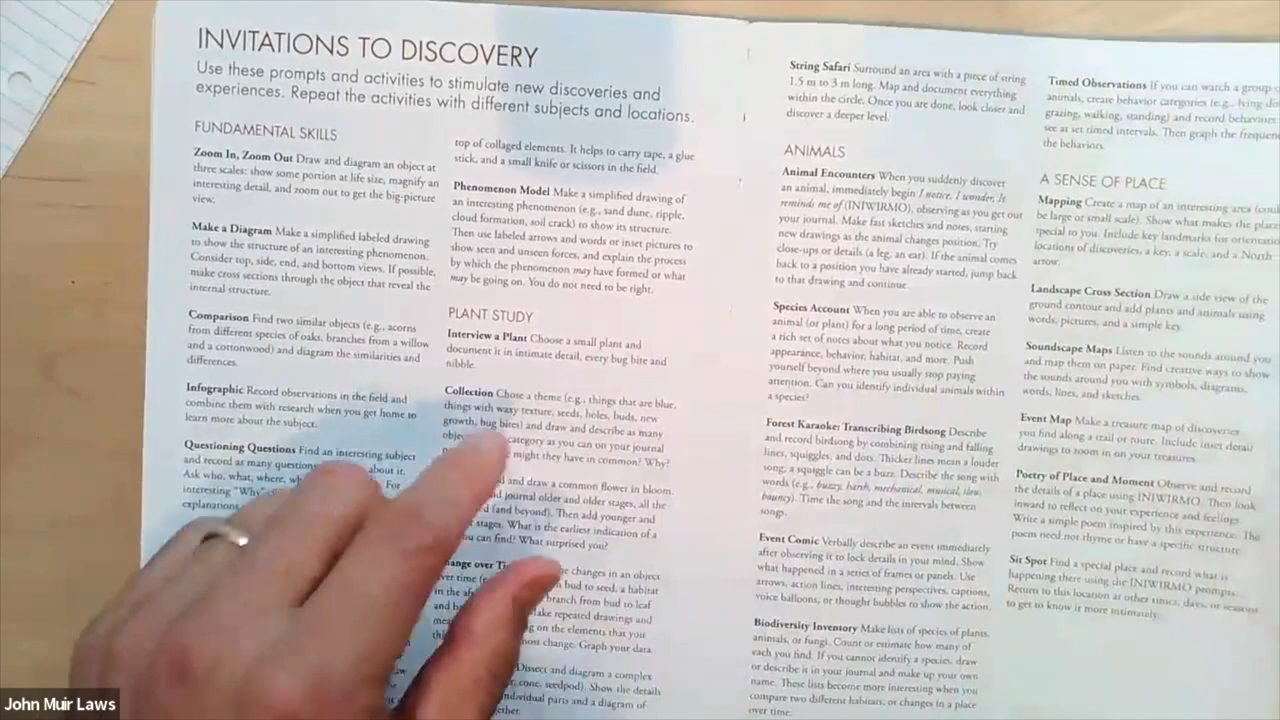 INVITATIONS TO DISCOVERY
Use these prompts and activities to stimulate new discoveries and
experiences. Repeat the activities with different subjects and locations.
FUNDAMENTAL SKILLS
Zoom In, Zoom Out Draw and diagram an object at
three scales: show some portion at life size, magnify an
interesting detail, and zoom out to get the big-picture
view.
Make a Diagram Make a simplified labeled drawing
to show the structure of an interesting phenomenon.
Consider top, side, end, and bottom views. If possible,
make cross sections through the object that reveal the
internal structure.
Comparison Find two similar objects (e.g., acorns
from different species of oaks, branches from a willow
and a cottonwood) and diagram the similarities and
differences.
Infographic Record observations in the field and
combine them with research when you get home to
learn more about the subject.
Questioning Questions Find an interesting subject
and record as many about it.
Ask who, what, where, For
interesting "Why"
explanations
top of collaged elements. It helps to carry tape, a glue
stick, and a small knife or scissors in the field.
Phenomenon Model Make a simplified drawing of
an interesting phenomenon (e.g., sand dune, ripple,
cloud formation, soil crack) to show its structure.
Then use labeled arrows and words or inset pictures to
show seen and unseen forces, and explain the process
by which the phenomenon may have formed or what
may be going on. You do not need to be right.
PLANT STUDY
Interview a Plant Choose a small plant and
document it in intimate detail, every bug bite and
nibble.
Collection Chose a theme (e.g., things that are blue,
things with waxy texture, seeds, holes, buds, new
growth, bug bites) and draw and describe as many
category as you can on your journal
might they have in common? Why?
and draw a common flower in bloom.
journal older and older stages, all the
(and beyond). Then add younger and
stages. What is the earliest indication of a
can find? What surprised you?
changes in an object
over time bud to seed, a habitat
in the branch from bud to leaf
repeated drawings and
on the elements that you
most change. Graph your data
Dissect and diagram a complex
cone, seedpod). Show the details
individual parts and a diagram of
String Safari Surround an area with a piece of string
1.5 m to 3 m long. Map and document everything
within the circle. Once you are done, look closer and
discover a deeper level.
ANIMALS
Animal Encounters When you suddenly discover
an animal, immediately begin I notice, I wonder, It
reminds me of (INIWIRMO), observing as you get our
your journal. Make fast sketches and notes, starting
new drawings as the animal changes position. Try
close-ups or details (a leg, an ear). If the animal comes
back to a position you have already started, jump back
to that drawing and continue.
Species Account When you are able to observe an
animal (or plant) for a long period of time, create
a rich set of notes about what you notice. Record
appearance, behavior, habitat, and more. Push
yourself beyond where you usually stop paying
attention. Can you identify individual animals within
a species?
Forest Karaoke: Transcribing Birdsong Describe
and record birdsong by combining rising and falling
lines, squiggles, and dots. Thicker lines mean a louder
song, a squiggle can be a buzz. Describe the song with
words (e.g., buzzy, harsh, mechanical, musical, slow,
bouncy). Time the song and the intervals between
songs.
Event Comic Verbally describe an event immediately
after observing it to lock details in your mind. Show
what happened in a series of frames or panels. Use
arrows, action lines, interesting perspectives, captions,
voice balloons, or thought bubbles to show the action.
Biodiversity Inventory Make lists of species of plants,
animals, or fungi. Count or estimate how many of
each you find. If you cannot identify a species, draw
or describe it in your journal and make up your own
name. These lists become more interesting when you
compare two different habitats, or changes in a place
over time.
Timed Observations If you can watch a group
animals, create behavior categories (e.g., lying
grazing, walking, standing) and record behaviors
see at set timed intervals. Then graph the
the behaviors.
A SENSE OF PLACE
Mapping Create a map of an interesting area
be large or small scale). Show what makes the
special to you. Include key landmarks for
locations of discoveries, a key, a scale, and a North
arrow.
Landscape Cross Section Draw a side view of the
ground contour and add plants and animals using
words, pictures, and a simple key.
Soundscape Maps Listen to the sounds around you
and map them on paper. Find creative ways to show
the sounds around you with symbols, diagrams,
words, lines, and sketches.
Event Map Make a treasure map of discoveries
you find along a trail or route. Include inset detail
drawings to zoom in on your treasures.
Poetry of Place and Moment Observe and record
the details of a place using INIWIRMO. Then look
inward to reflect on your experience and feelings.
Write a simple poem inspired by this experience. The
poem need not rhyme or have a specific structure.
Sit Spot Find a special place and record what is
happening there using the INIWIRMO prompts.
Return to this location at other times, days, or seasons
to get to know it more intimately.
John Muir Laws